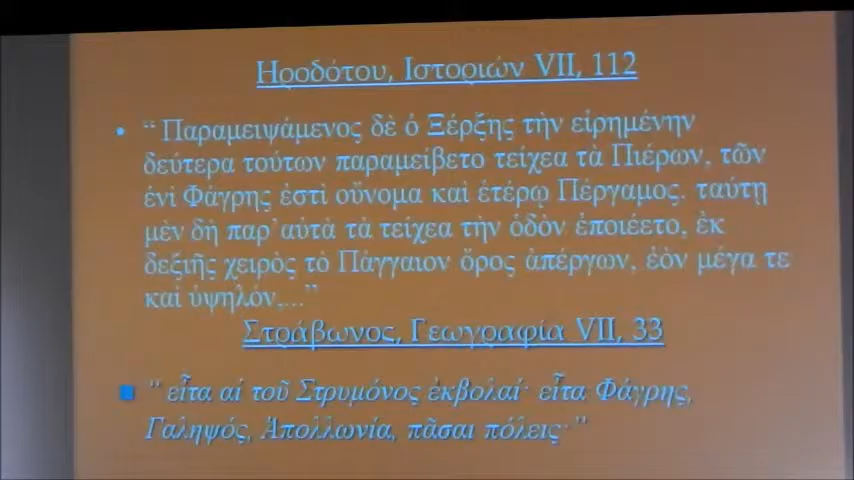 Ηροδότου, Ιστοριών VII, 112
• “ Παραμειψάμενος δὲ ὁ Ξέρξης τὴν εἰρημένην
δεύτερα τούτων παραμείβετο τείχεα τὰ Πιέρων, τῶν
ἑνὶ Φάγρης ἐστὶ οὔνομα καὶ ἑτέρῳ Πέργαμος. ταύτῃ
μὲν δὴ παρ’ αὐτὰ τὰ τείχεα τὴν ὁδὸν ἐποιέετο, ἐκ
δεξιῆς χειρὸς τὸ Πάγγαιον ὄρος ἀπέργων, ἐὸν μέγα τε
καὶ ὑψηλόν,...”
Στράβωνος, Γεωγραφία VII, 33
“ εἶτα αἱ τοῦ Στρυμόνος ἐκβολαί· εἶτα Φάγρης,
Γαληψός, Ἀπολλωνία, πᾶσαι πόλεις· ”